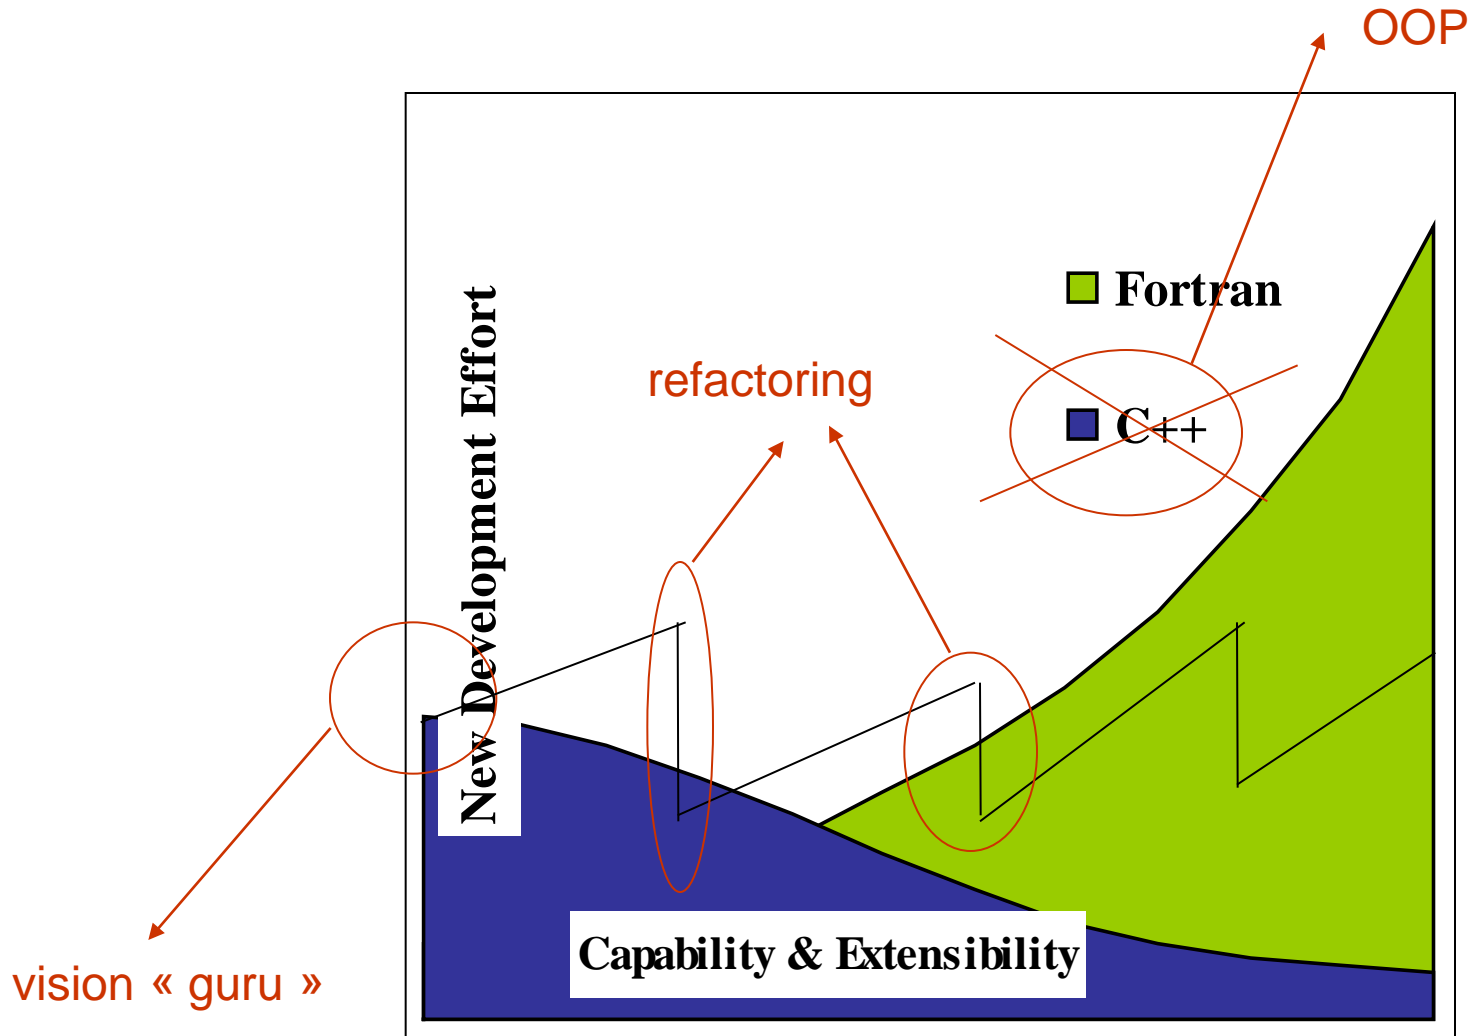 OOP
Fortran
refactoring
C++
New Development Effort
Capability & Extensibility
vision « guru »